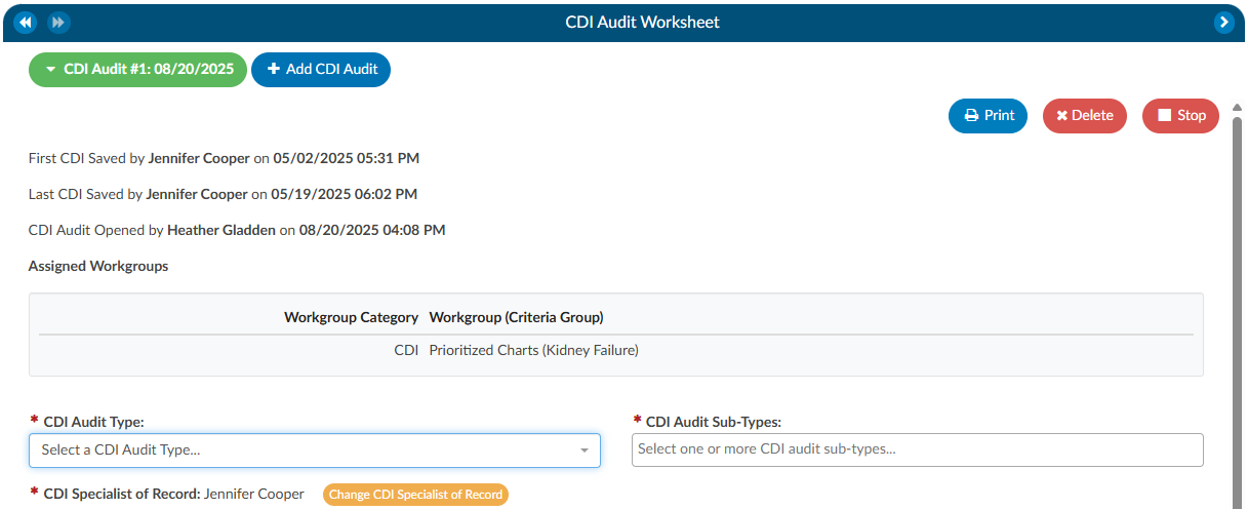 CDI Audit Worksheet
CDI Audit #1: 08/20/2025
Add CDI Audit
Print
Delete
Stop
First CDI Saved by Jennifer Cooper on 05/02/2025 05:31 PM
Last CDI Saved by Jennifer Cooper on 05/19/2025 06:02 PM
CDI Audit Opened by Heather Gladden on 08/20/2025 04:08 PM
Assigned Workgroups
Workgroup Category Workgroup (Criteria Group)
CDI Prioritized Charts (Kidney Failure)
* CDI Audit Type:
Select a CDI Audit Type...
* CDI Audit Sub-Types:
Select one or more CDI audit sub-types...
* CDI Specialist of Record: Jennifer Cooper
Change CDI Specialist of Record